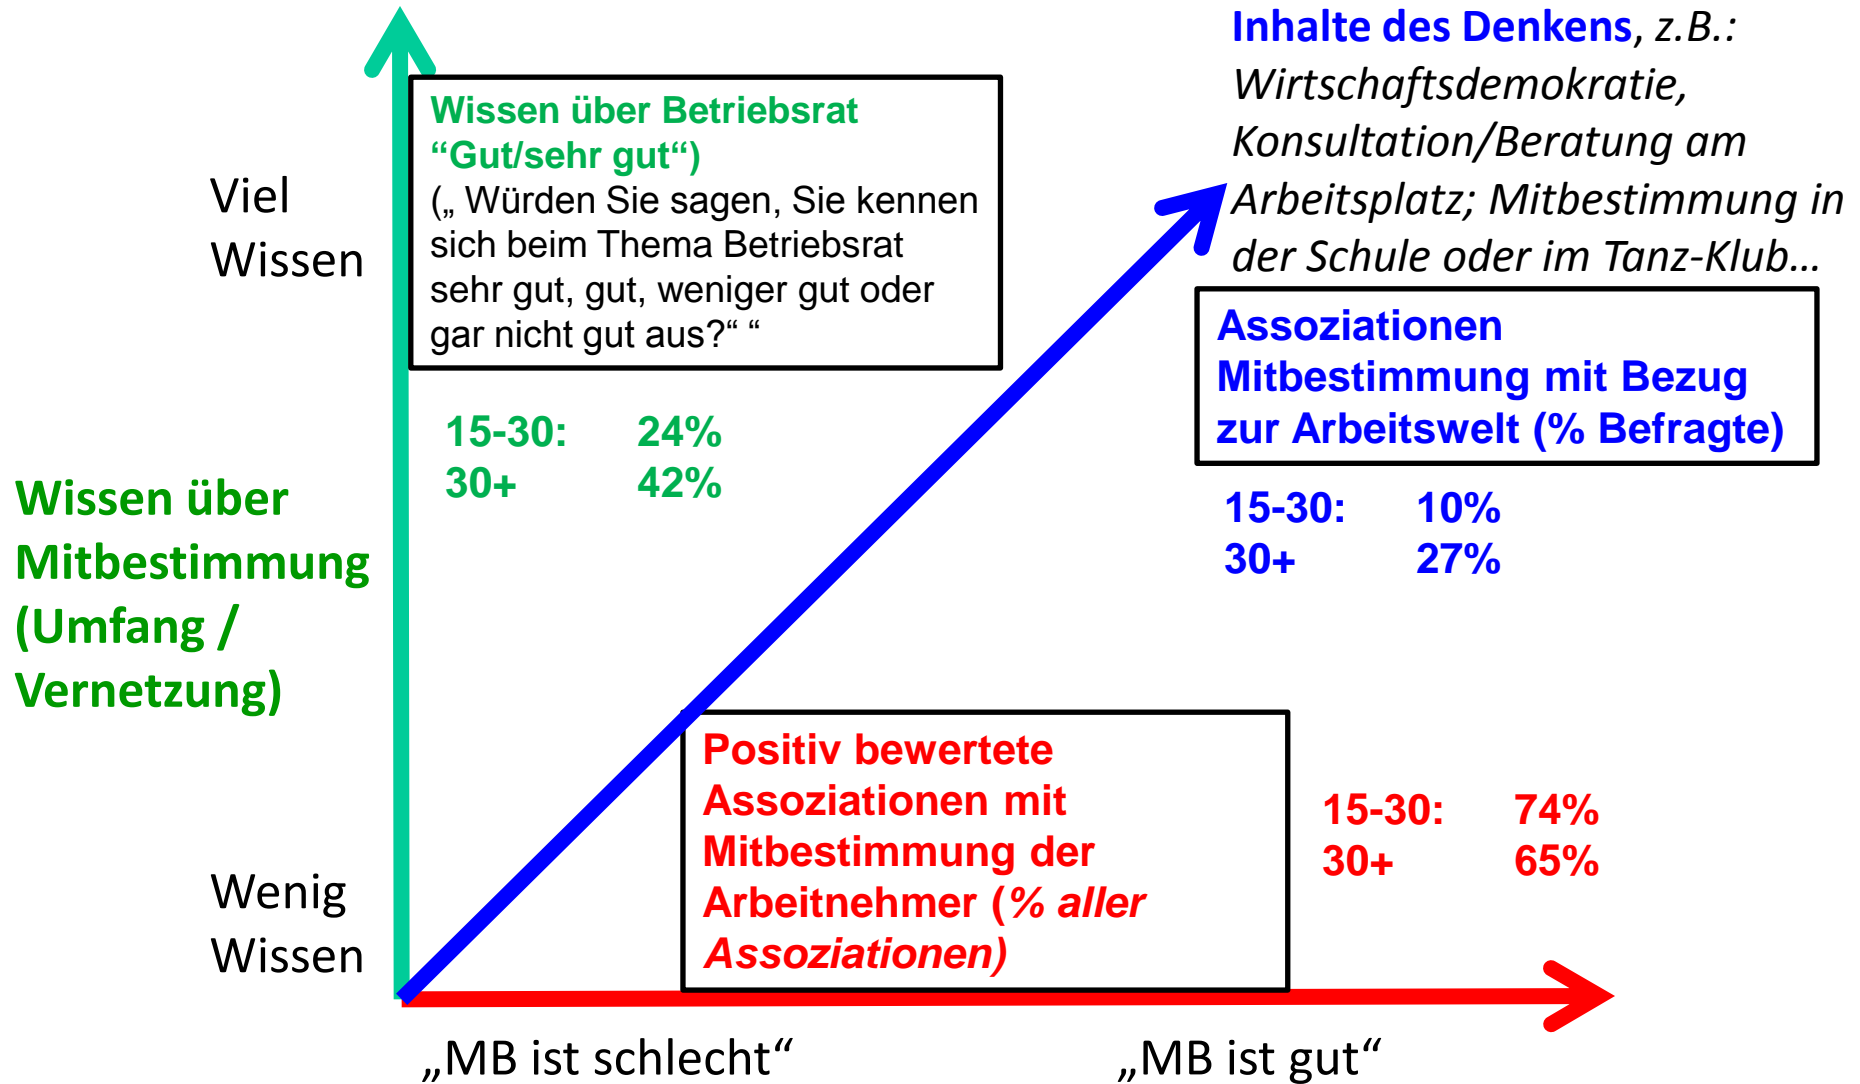 Inhalte des Denkens, z.B.:
Wirtschaftsdemokratie,
Konsultation/Beratung am
Arbeitsplatz; Mitbestimmung in
der Schule oder im Tanz-Klub...
Wissen über Betriebsrat
“Gut/sehr gut“)
(„ Würden Sie sagen, Sie kennen
sich beim Thema Betriebsrat
sehr gut, gut, weniger gut oder
gar nicht gut aus?“ “
Viel
Wissen
Assoziationen
Mitbestimmung mit Bezug
zur Arbeitswelt (% Befragte)
15-30: 24%
30+ 42%
15-30: 10%
30+ 27%
Wissen über
Mitbestimmung
(Umfang /
Vernetzung)
Positiv bewertete
Assoziationen mit
Mitbestimmung der
Arbeitnehmer (% aller
Assoziationen)
15-30: 74%
30+ 65%
Wenig
Wissen
„MB ist schlecht“
„MB ist gut“